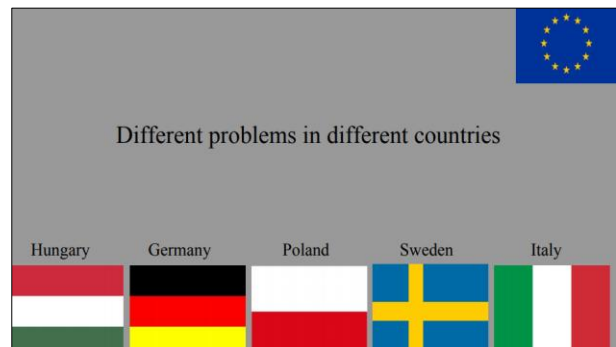 Different problems in different countries
Hungary Germany Poland Sweden Italy